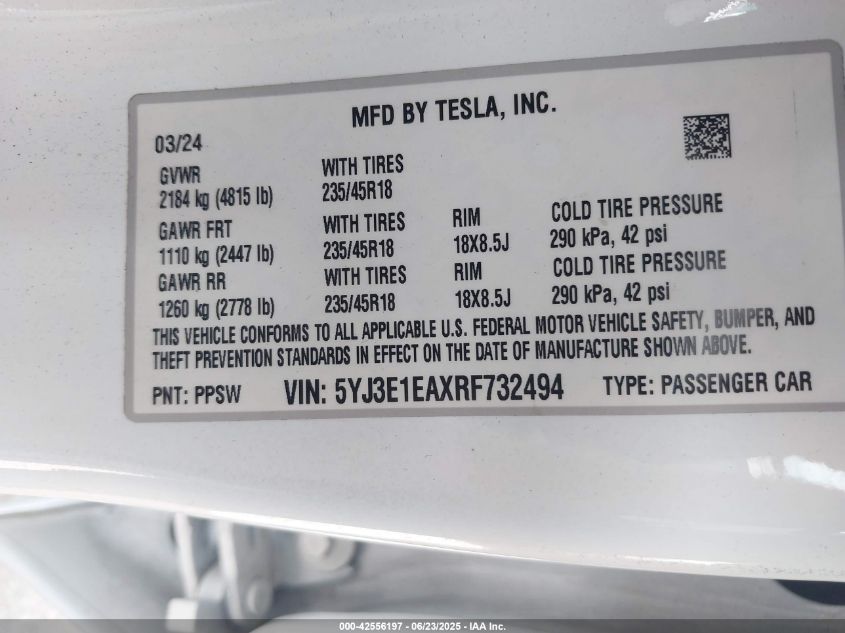 MFD BY TESLA, INC.
03/24
GVWR WITH TIRES
2184 kg (4815 lb) 235/45R18
GAWR FRT WITH TIRES RIM COLD TIRE PRESSURE
1110 kg (2447 lb) 235/45R18 18X8.5J 290 kPa, 42 psi
GAWR RR WITH TIRES RIM COLD TIRE PRESSURE
1260 kg (2778 lb) 235/45R18 18X8.5J 290 kPa, 42 psi
THIS VEHICLE CONFORMS TO ALL APPLICABLE U.S. FEDERAL MOTOR VEHICLE SAFETY, BUMPER, AND
THEFT PREVENTION STANDARDS IN EFFECT ON THE DATE OF MANUFACTURE SHOWN ABOVE.
PNT: PPSW VIN: 5YJ3E1EAXRF732494 TYPE: PASSENGER CAR
000-42556197 - 06/23/2025 - IAA Inc.